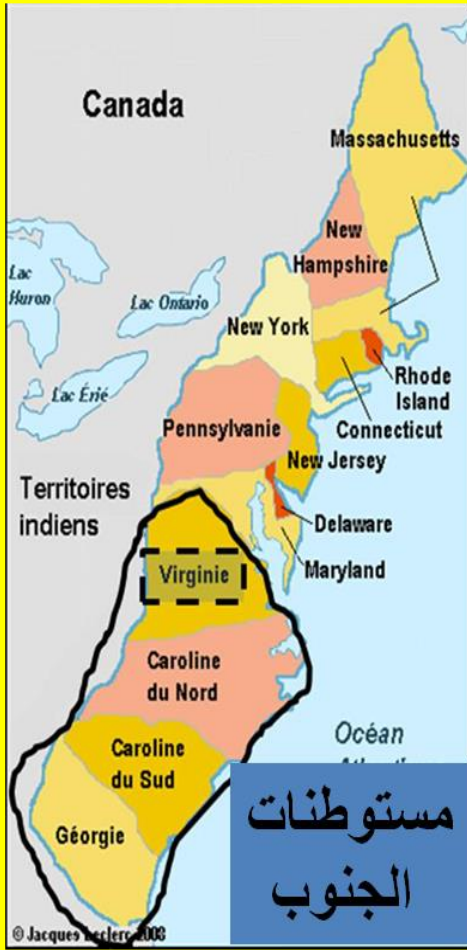 Canada
Massachusetts
New
Hampshire
Lac
Huron
Lac Ontario
New York
Rhode
Island
Lac Érié
Connecticut
Pennsylvanie
New Jersey
Territoires
indiens
Delaware
Maryland
Virginie
Caroline
du Nord
Océan
Caroline
du Sud
Géorgie
مستوطنات
الجنوب
© Jacques Leclerc 2008